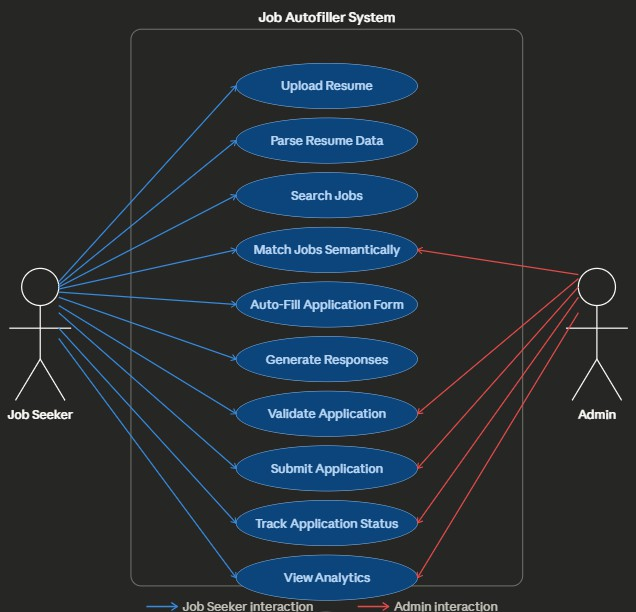 Job Autofiller System
Upload Resume
Parse Resume Data
Search Jobs
Match Jobs Semantically
Auto-Fill Application Form
Generate Responses
Validate Application
Submit Application
Track Application Status
View Analytics
Job Seeker
Admin
Job Seeker interaction
Admin interaction